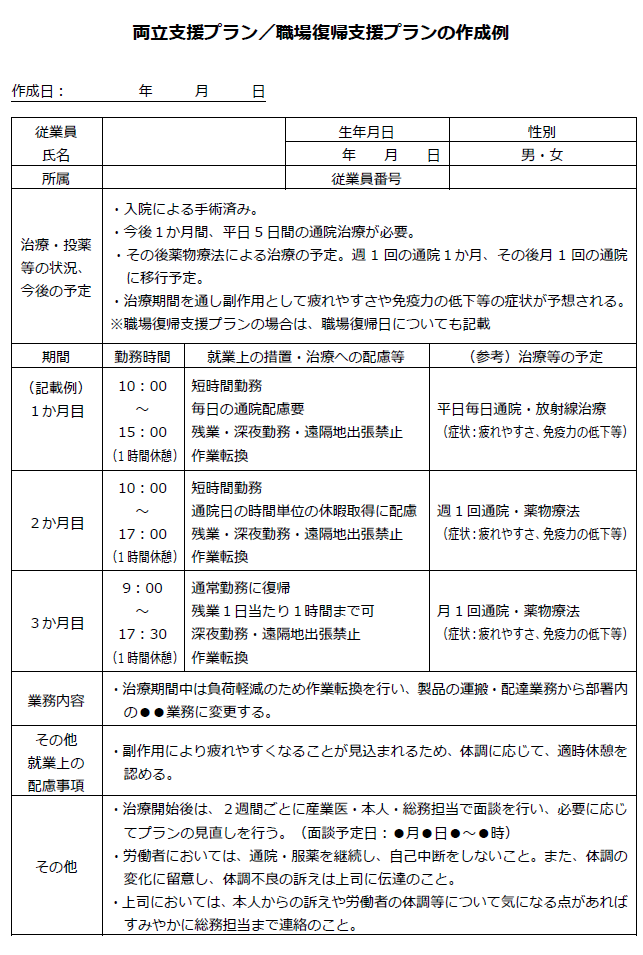 両立支援プラン／職場復帰支援プランの作成例
作成日：　　　　　年　　　月　　　日
従業員
氏名
生年月日
性別
年　　月　　日
男・女
所属
従業員番号
治療・投薬
等の状況、
今後の予定
・入院による手術済み。
・今後１か月間、平日５日間の通院治療が必要。
・その後薬物療法による治療の予定。週１回の通院１か月、その後月１回の通院
に移行予定。
・治療期間を通し副作用として疲れやすさや免疫力の低下等の症状が予想される。
※職場復帰支援プランの場合は、職場復帰日についても記載
期間
勤務時間
就業上の措置・治療への配慮等
（参考）治療等の予定
（記載例）
１か月目
10：00
～
15：00
（1時間休憩）
短時間勤務
毎日の通院配慮要
残業・深夜勤務・遠隔地出張禁止
作業転換
平日毎日通院・放射線治療
（症状：疲れやすさ、免疫力の低下等）
２か月目
10：00
～
17：00
（1時間休憩）
短時間勤務
通院日の時間単位の休暇取得に配慮
残業・深夜勤務・遠隔地出張禁止
作業転換
週１回通院・薬物療法
（症状：疲れやすさ、免疫力の低下等）
３か月目
9：00
～
17：30
（1時間休憩）
通常勤務に復帰
残業１日当たり１時間まで可
深夜勤務・遠隔地出張禁止
作業転換
月１回通院・薬物療法
（症状：疲れやすさ、免疫力の低下等）
業務内容
・治療期間中は負荷軽減のため作業転換を行い、製品の運搬・配達業務から部署内
の●●業務に変更する。
その他
就業上の
配慮事項
・副作用により疲れやすくなることが見込まれるため、体調に応じて、適時休憩を
認める。
その他
・治療開始後は、２週間ごとに産業医・本人・総務担当で面談を行い、必要に応じ
てプランの見直しを行う。（面談予定日：●月●日●～●時）
・労働者においては、通院・服薬を継続し、自己中断をしないこと。また、体調の
変化に留意し、体調不良の訴えは上司に伝達のこと。
・上司においては、本人からの訴えや労働者の体調等について気になる点があれば
すみやかに総務担当まで連絡のこと。